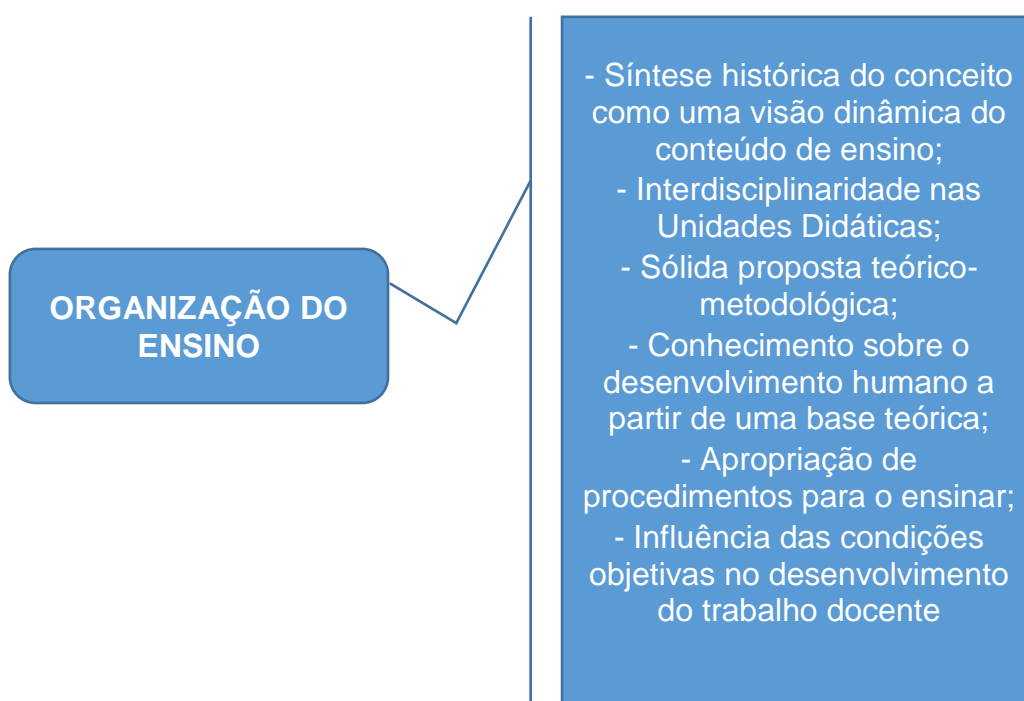 ORGANIZAÇÃO DO
ENSINO
- Síntese histórica do conceito
como uma visão dinâmica do
conteúdo de ensino;
- Interdisciplinaridade nas
Unidades Didáticas;
- Sólida proposta teórico-
metodológica;
- Conhecimento sobre o
desenvolvimento humano a
partir de uma base teórica;
- Apropriação de
procedimentos para o ensinar;
- Influência das condições
objetivas no desenvolvimento
do trabalho docente